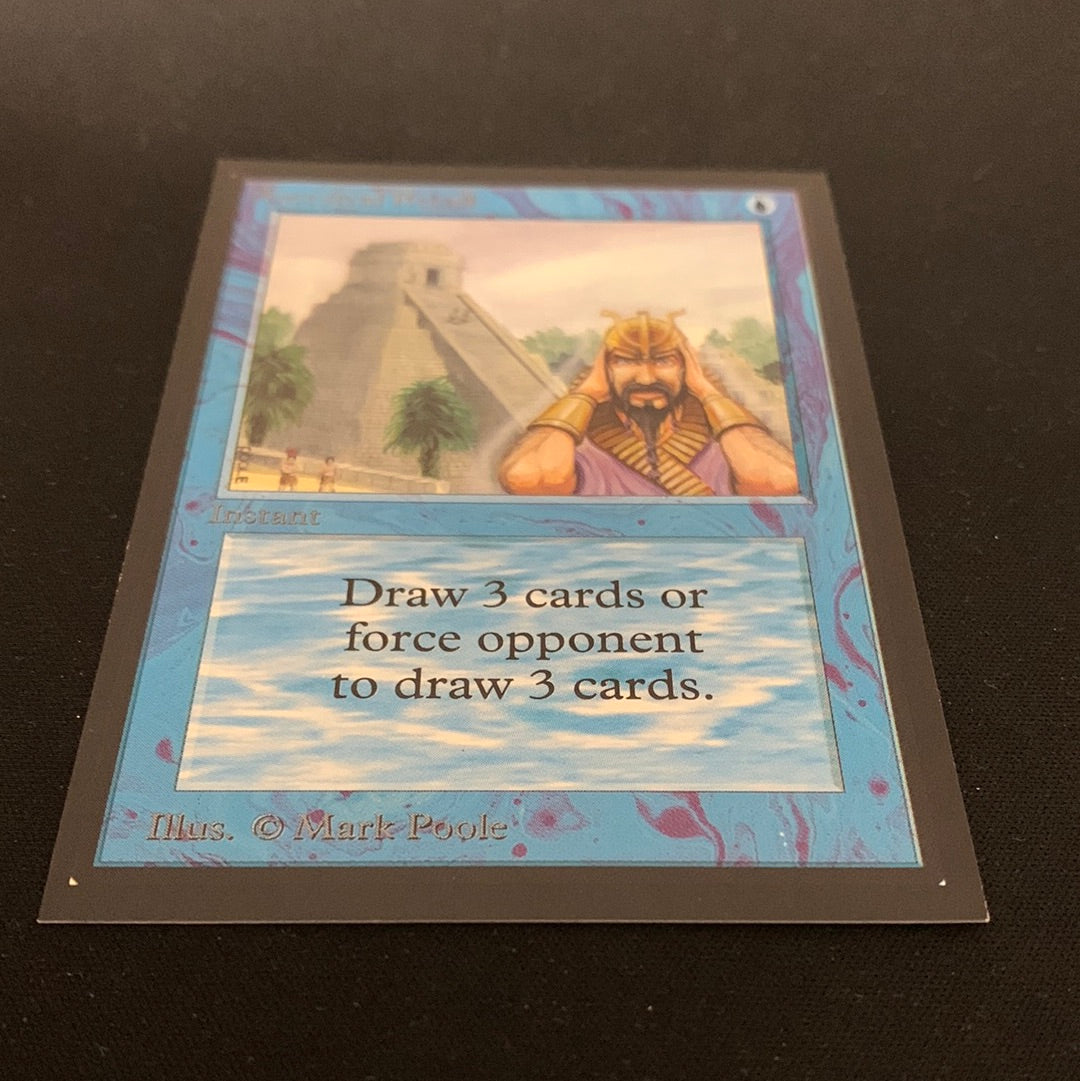 Instant
Draw 3 cards or
force opponent
to draw 3 cards.
Illus. © Mark Poole